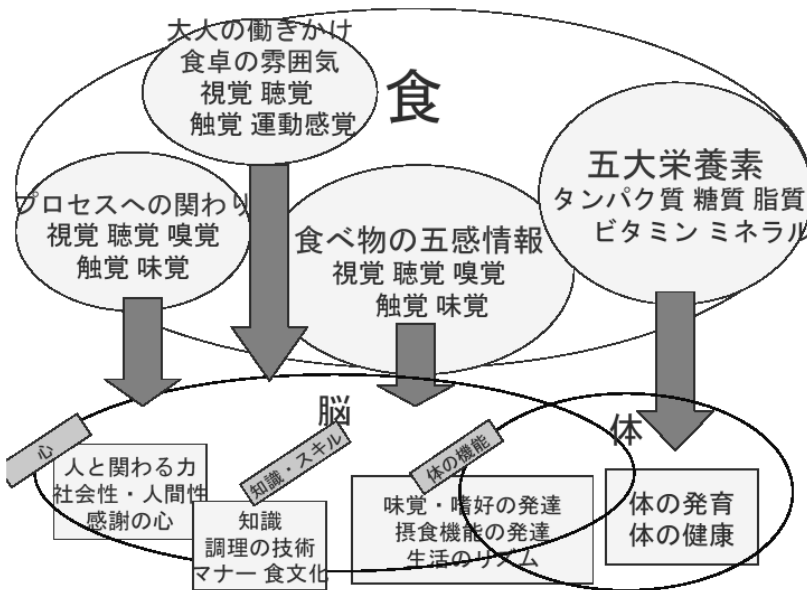 大人の働きかけ
食卓の雰囲気
視覚 聴覚
触覚 運動感覚
食
五大栄養素
タンパク質 糖質 脂質
ビタミン ミネラル
プロセスへの関わり
視覚 聴覚 嗅覚
触覚 味覚
食べ物の五感情報
視覚 聴覚 嗅覚
触覚 味覚
脳
体
心
人と関わる力
社会性・人間性
感謝の心
知識・スキル
知識
調理の技術
マナー 食文化
体の機能
味覚・嗜好の発達
摂食機能の発達
生活のリズム
体の発育
体の健康